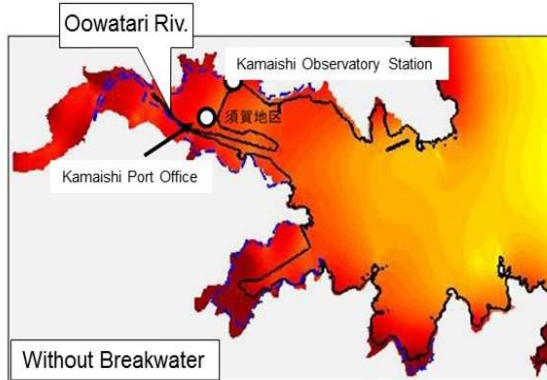 Oowatari Riv.
Kamaishi Observatory Station
須賀地区
Kamaishi Port Office
Without Breakwater